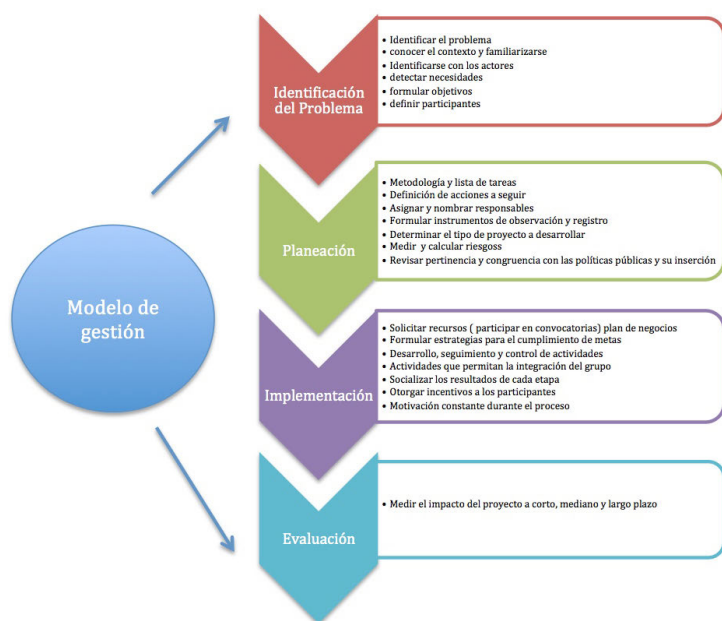 Modelo de
gestión
Identificación
del Problema
• Identificar el problema
• conocer el contexto y familiarizarse
• Identificarse con los actores
• detectar necesidades
• formular objetivos
• definir participantes
Planeación
• Metodología y lista de tareas
• Definición de acciones a seguir
• Asignar y nombrar responsables
• Formular instrumentos de observación y registro
• Determinar el tipo de proyecto a desarrollar
• Medir y calcular riesgoss
• Revisar pertinencia y congruencia con las políticas públicas y su inserción
Implementación
• Solicitar recursos ( participar en convocatorias) plan de negocios
• Formular estrategias para el cumplimiento de metas
• Desarrollo, seguimiento y control de actividades
• Actividades que permitan la integración del grupo
• Socializar los resultados de cada etapa
• Otorgar incentivos a los participantes
• Motivación constante durante el proceso
Evaluación
• Medir el impacto del proyecto a corto, mediano y largo plazo